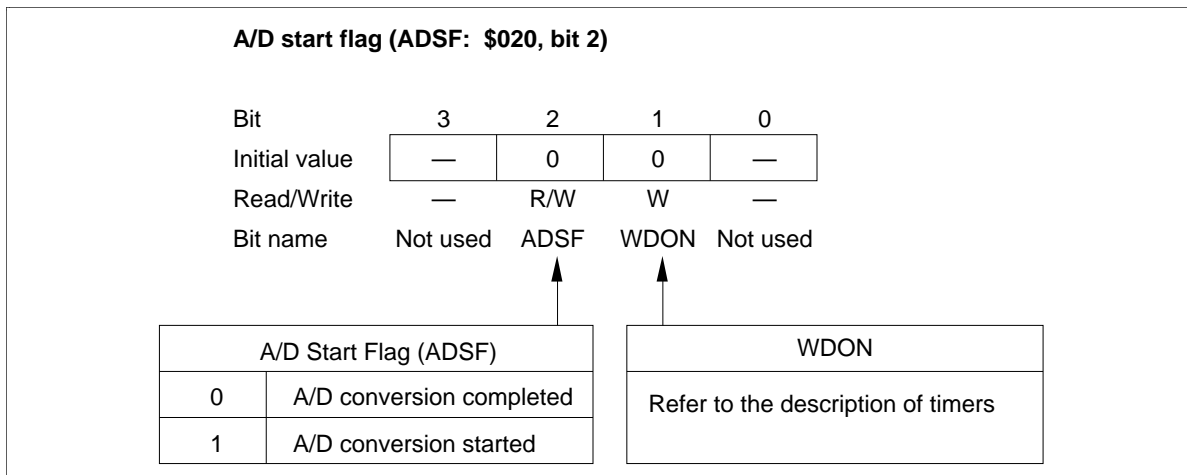 A/D start flag (ADSF: $020, bit 2)
Bit 3 2 1 0
Initial value — 0 0 —
Read/Write — R/W W —
Bit name Not used ADSF WDON Not used
A/D Start Flag (ADSF)
0 A/D conversion completed
1 A/D conversion started
WDON
Refer to the description of timers